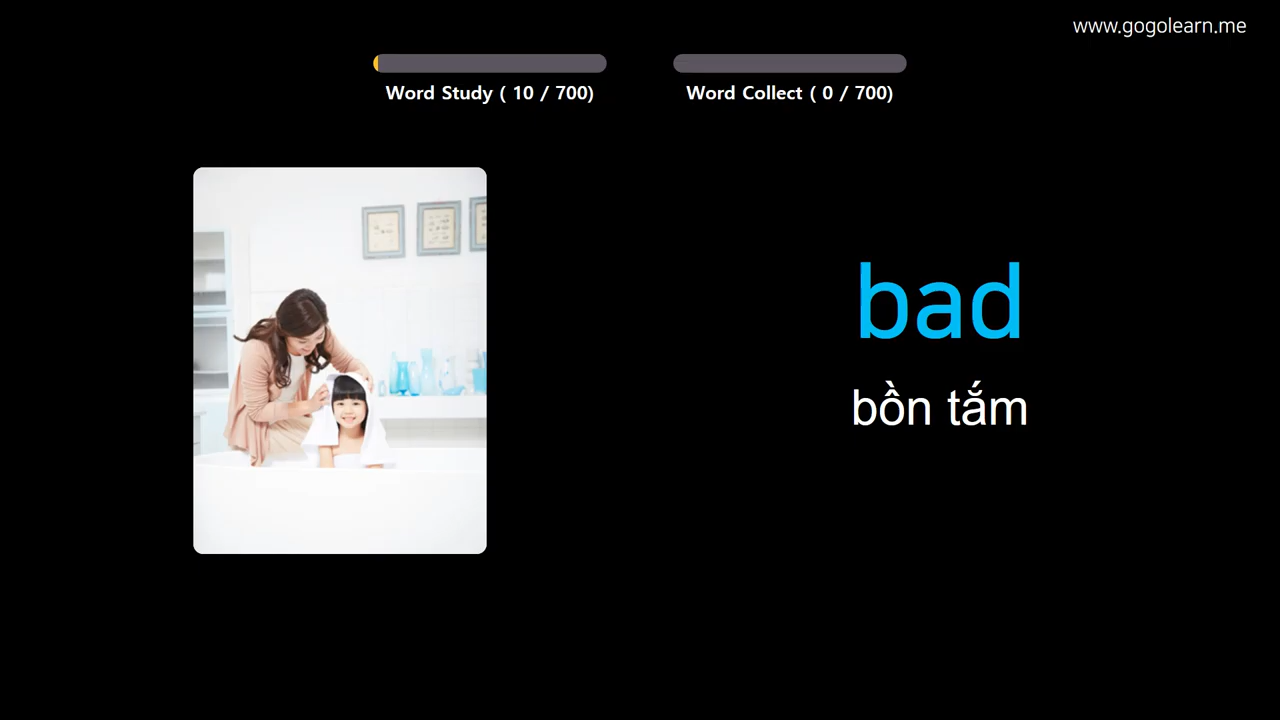 www.gogolearn.me
Word Study ( 10 / 700)
Word Collect ( 0 / 700)
bad
bồn tắm